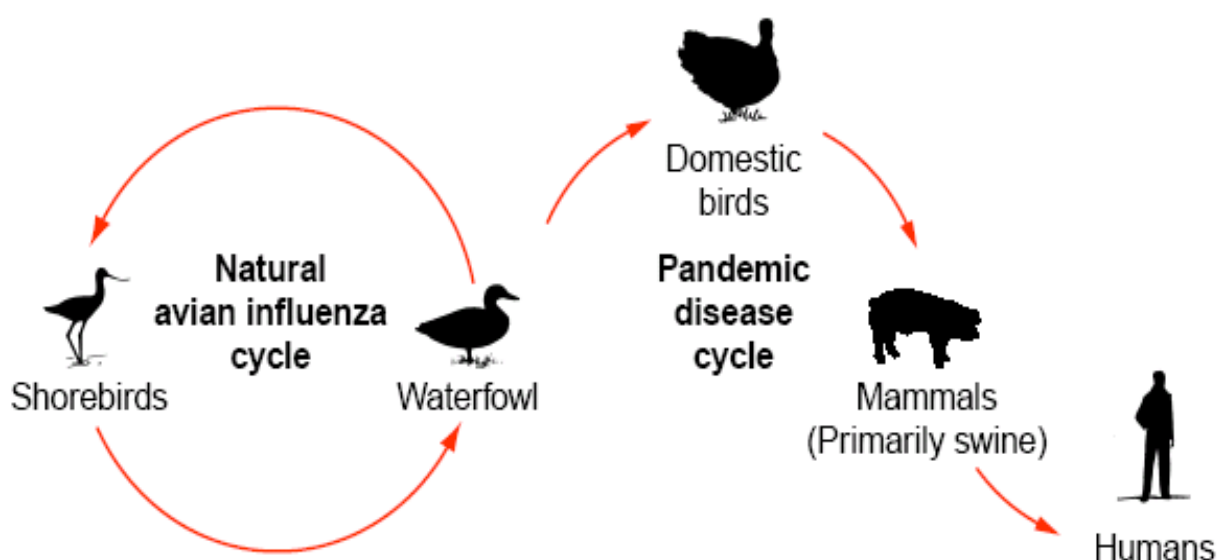 Domestic
birds
Natural
avian influenza
cycle
Pandemic
disease
cycle
Shorebirds
Waterfowl
Mammals
(Primarily swine)
Humans